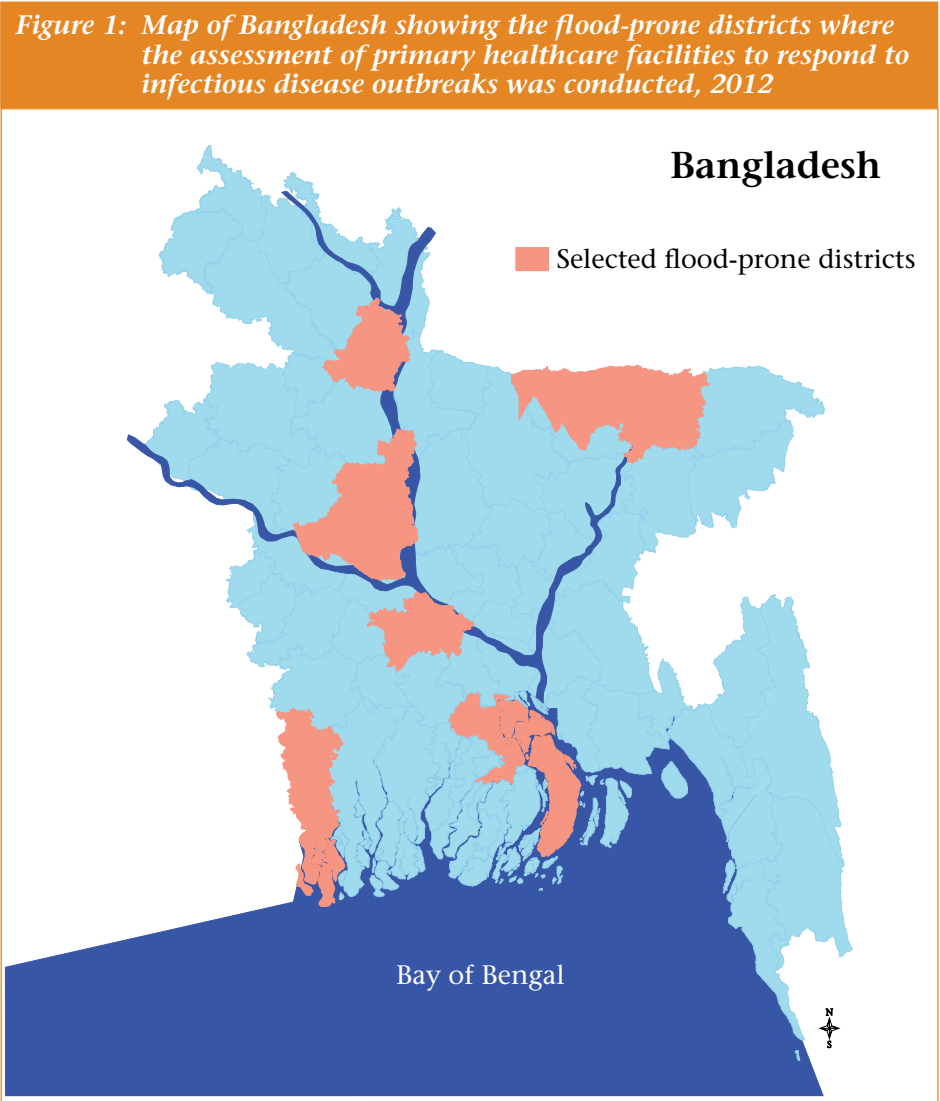 Figure 1: Map of Bangladesh showing the flood-prone districts where
the assessment of primary healthcare facilities to respond to
infectious disease outbreaks was conducted, 2012
Bangladesh
Selected flood-prone districts
Bay of Bengal
N
S